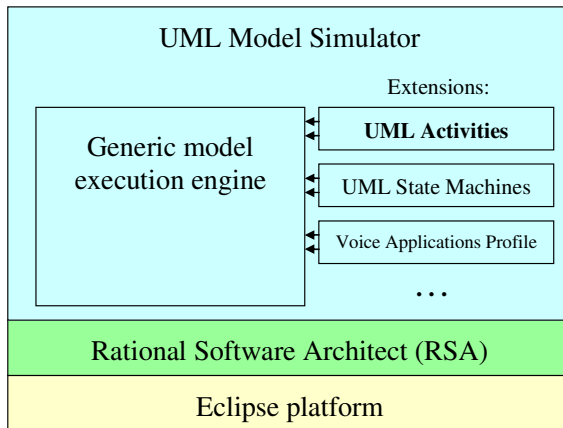 UML Model Simulator
Extensions:
Generic model
execution engine
UML Activities
UML State Machines
Voice Applications Profile
...
Rational Software Architect (RSA)
Eclipse platform